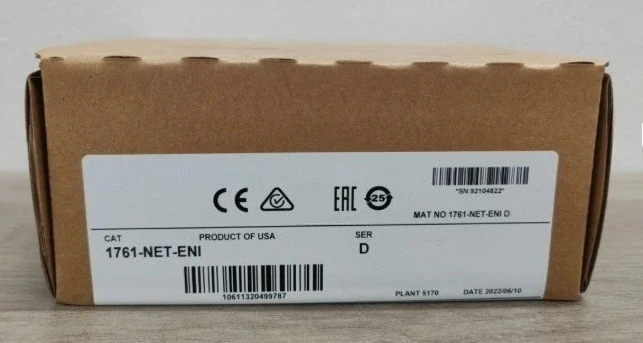 CE EAC 25
*SN 92104822*
MAT NO 1761-NET-ENI D
CAT PRODUCT OF USA SER
1761-NET-ENI D
10611320499787
PLANT 5170 DATE 2022/06/10